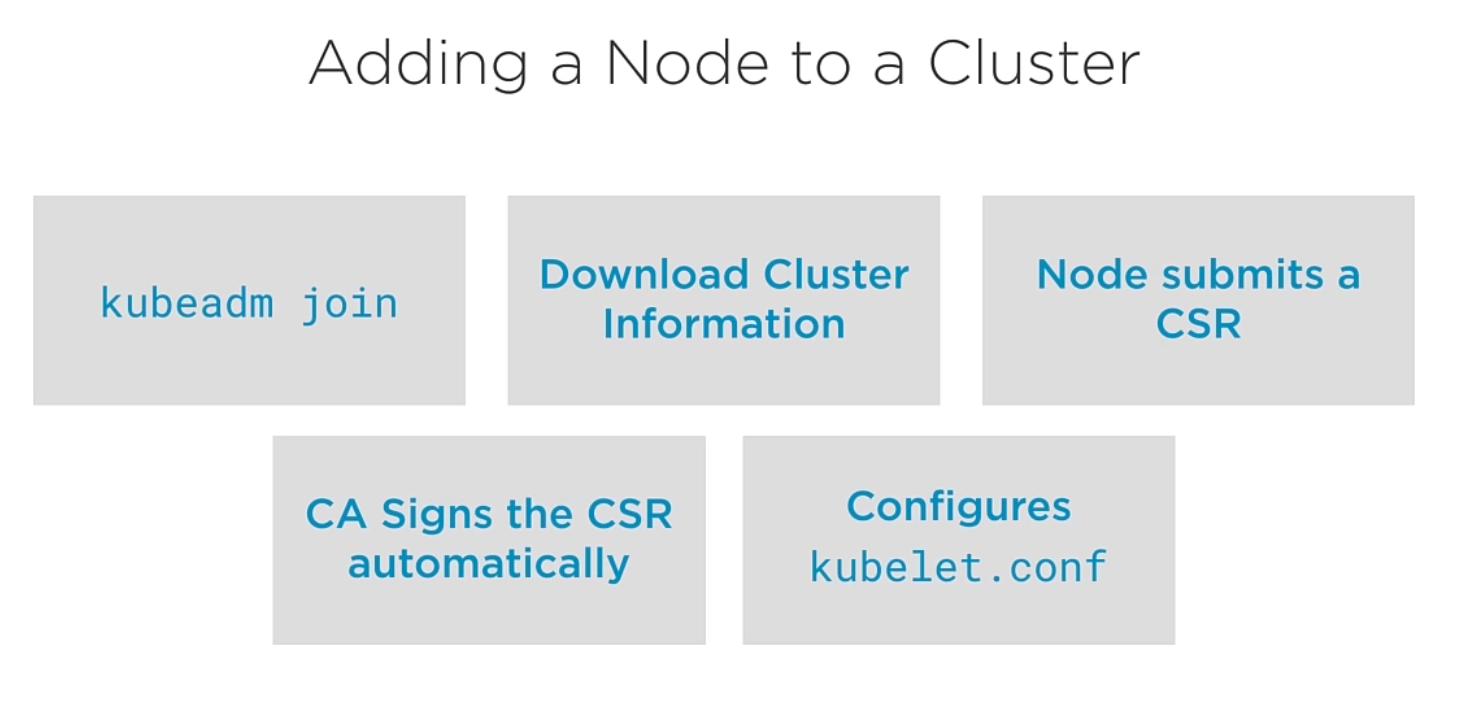 Adding a Node to a Cluster
kubeadm join
Download Cluster
Information
Node submits a
CSR
CA Signs the CSR
automatically
Configures
kubelet.conf